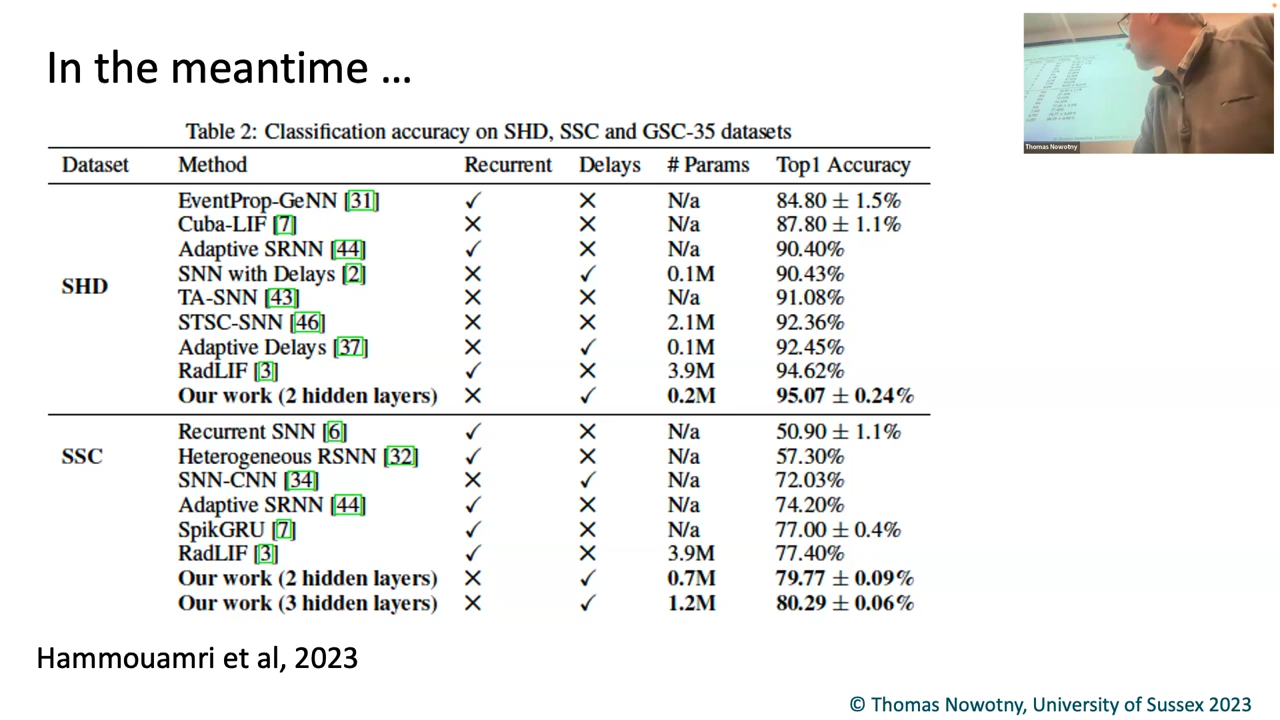 In the meantime ...
Thomas Nowotny
Table 2: Classification accuracy on SHD, SSC and GSC-35 datasets
Dataset Method Recurrent Delays # Params Top1 Accuracy
SHD
EventProp-GeNN [31] ✓ ✕ N/a 84.80 ± 1.5%
Cuba-LIF [7] ✕ ✕ N/a 87.80 ± 1.1%
Adaptive SRNN [44] ✓ ✕ N/a 90.40%
SNN with Delays [2] ✕ ✓ 0.1M 90.43%
TA-SNN [43] ✕ ✕ N/a 91.08%
STSC-SNN [46] ✕ ✕ 2.1M 92.36%
Adaptive Delays [37] ✕ ✓ 0.1M 92.45%
RadLIF [3] ✓ ✕ 3.9M 94.62%
Our work (2 hidden layers) ✕ ✓ 0.2M 95.07 ± 0.24%
SSC
Recurrent SNN [6] ✓ ✕ N/a 50.90 ± 1.1%
Heterogeneous RSNN [32] ✓ ✕ N/a 57.30%
SNN-CNN [34] ✕ ✓ N/a 72.03%
Adaptive SRNN [44] ✓ ✕ N/a 74.20%
SpikGRU [7] ✓ ✕ N/a 77.00 ± 0.4%
RadLIF [3] ✓ ✕ 3.9M 77.40%
Our work (2 hidden layers) ✕ ✓ 0.7M 79.77 ± 0.09%
Our work (3 hidden layers) ✕ ✓ 1.2M 80.29 ± 0.06%
Hammouamri et al, 2023
© Thomas Nowotny, University of Sussex 2023